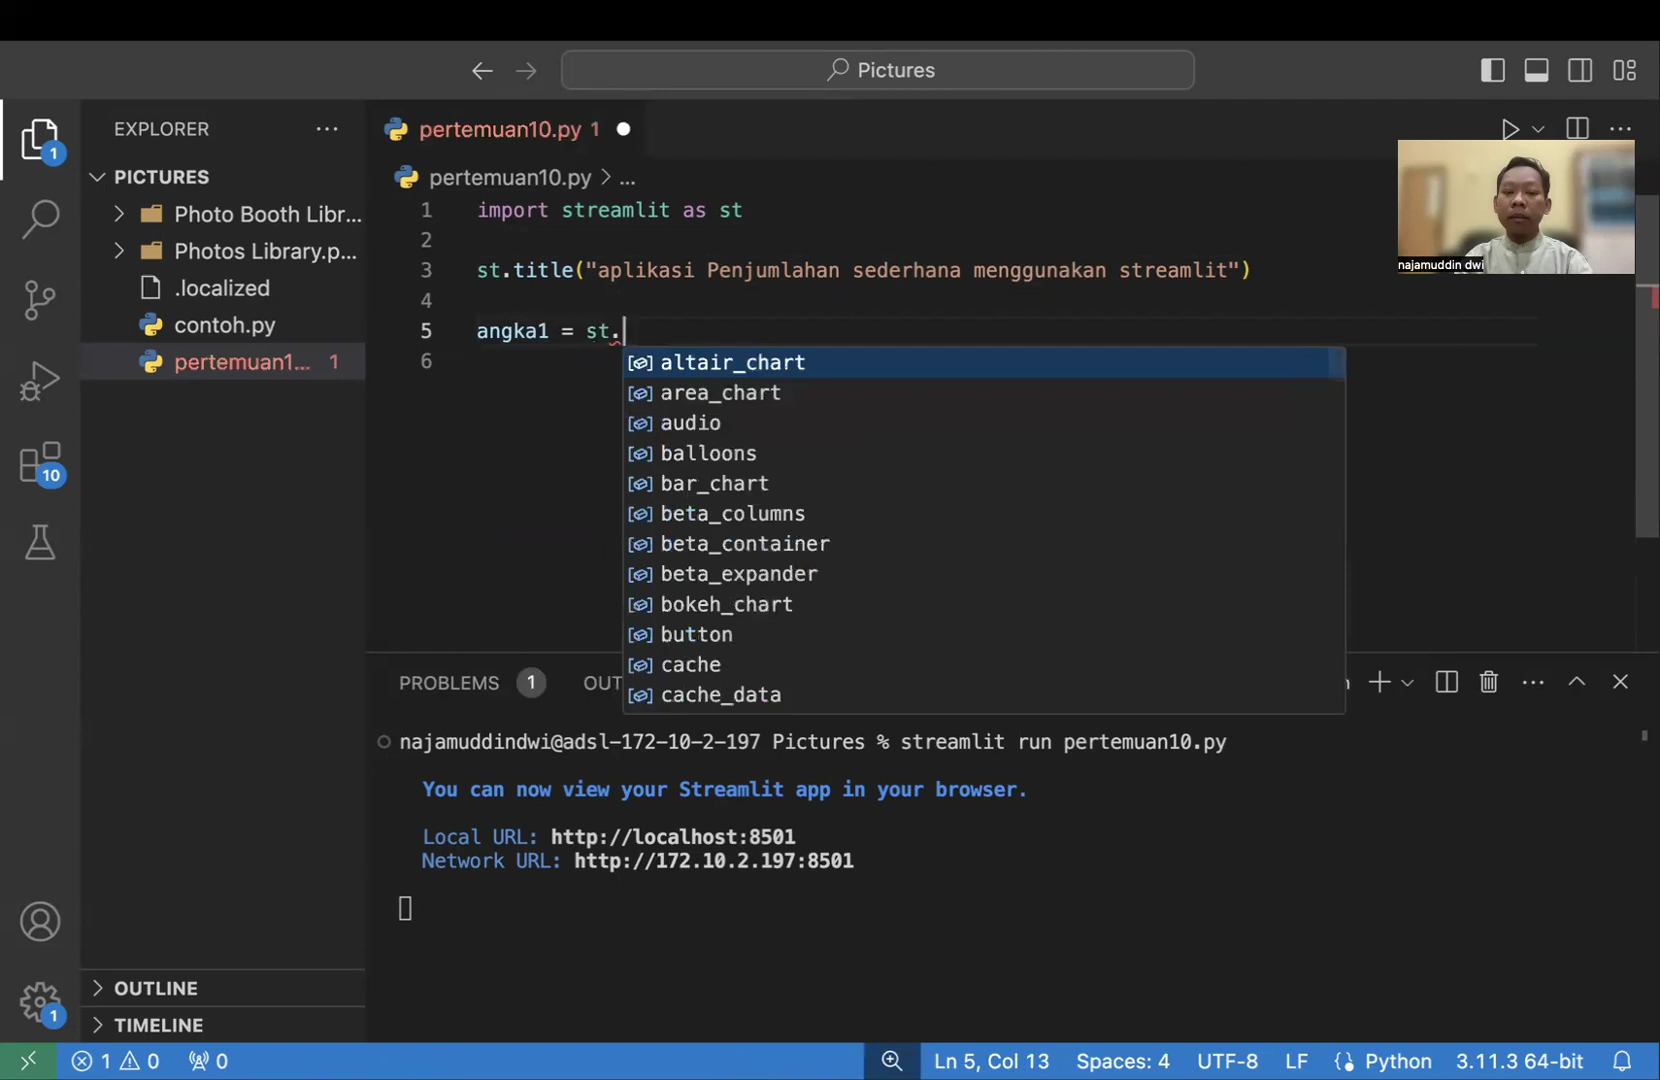 Pictures
EXPLORER
PICTURES
Photo Booth Libr...
Photos Library.p...
.localized
contoh.py
pertemuan1... 1
OUTLINE
TIMELINE
1
10
1
pertemuan10.py 1
pertemuan10.py > ...
1 import streamlit as st
2
3 st.title("aplikasi Penjumlahan sederhana menggunakan streamlit")
4
5 angka1 = st.
6
altair_chart
area_chart
audio
balloons
bar_chart
beta_columns
beta_container
beta_expander
bokeh_chart
button
cache
cache_data
najamuddin dwi
PROBLEMS 1 OUT
najamuddindwi@adsl-172-10-2-197 Pictures % streamlit run pertemuan10.py
You can now view your Streamlit app in your browser.
Local URL: http://localhost:8501
Network URL: http://172.10.2.197:8501
1 0 0 Ln 5, Col 13 Spaces: 4 UTF-8 LF Python 3.11.3 64-bit